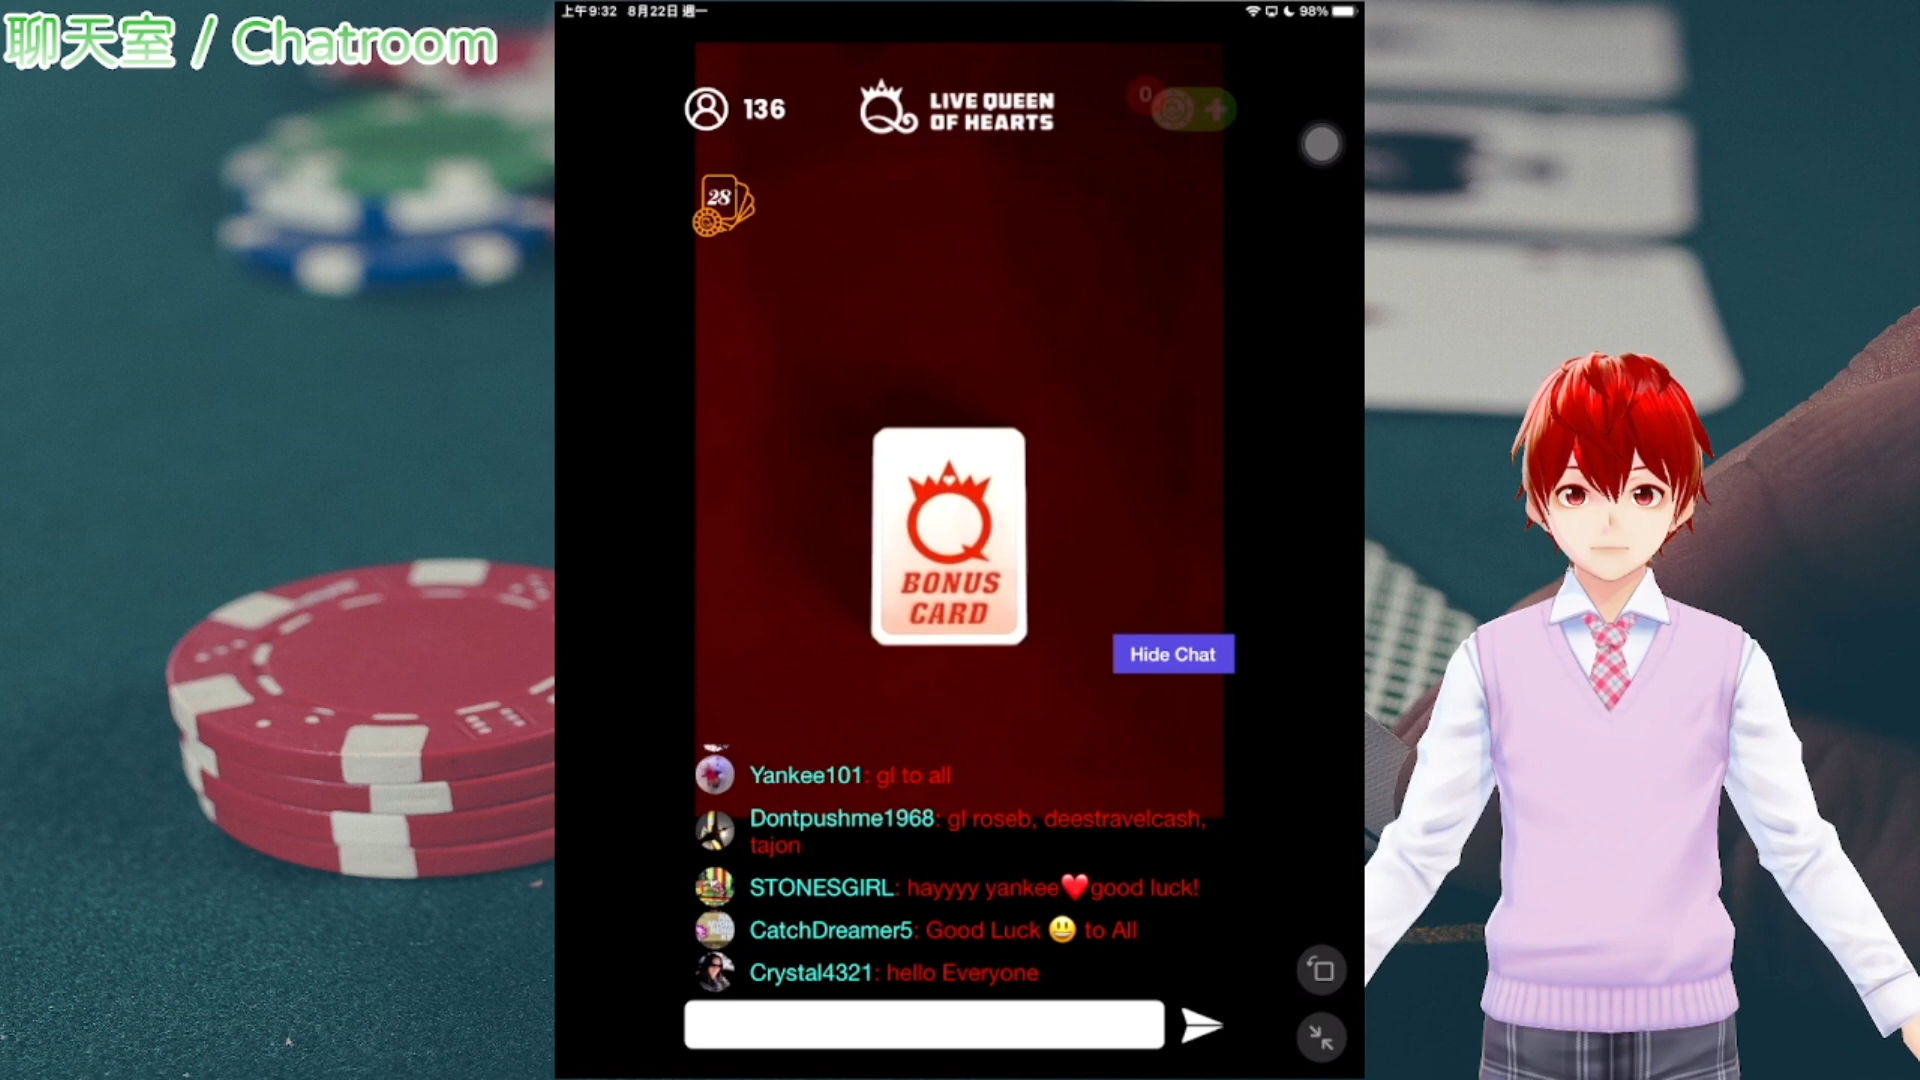 聊天室 / Chatroom
上午9:32 8月22日 週一
98%
136
LIVE QUEEN
OF HEARTS
0
28
BONUS
CARD
Hide Chat
Yankee101: gl to all
Dontpushme1968: gl roseb, deestravelcash,
tajon
STONESGIRL: hayyyy yankee❤️good luck!
CatchDreamer5: Good Luck 😃 to All
Crystal4321: hello Everyone